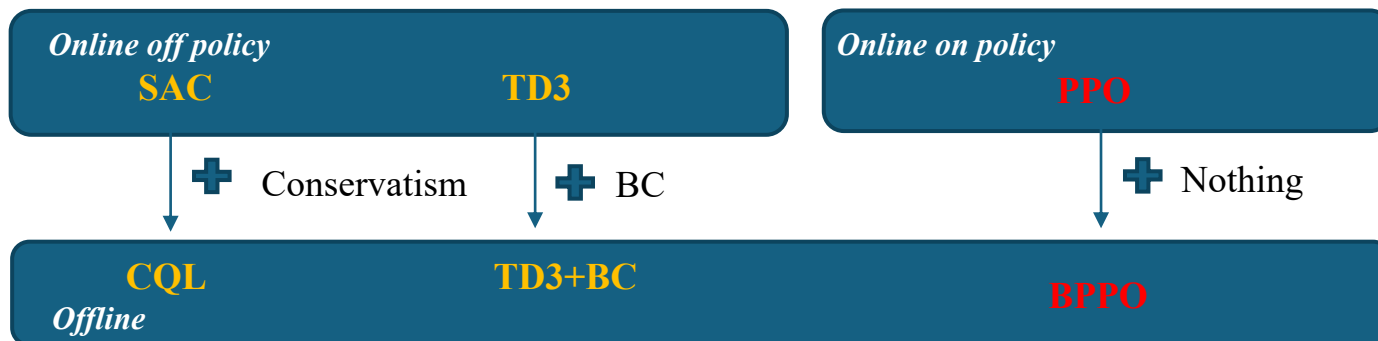 Online off policy
SAC TD3
Online on policy
PPO
Conservatism
BC
Nothing
CQL TD3+BC BPPO
Offline